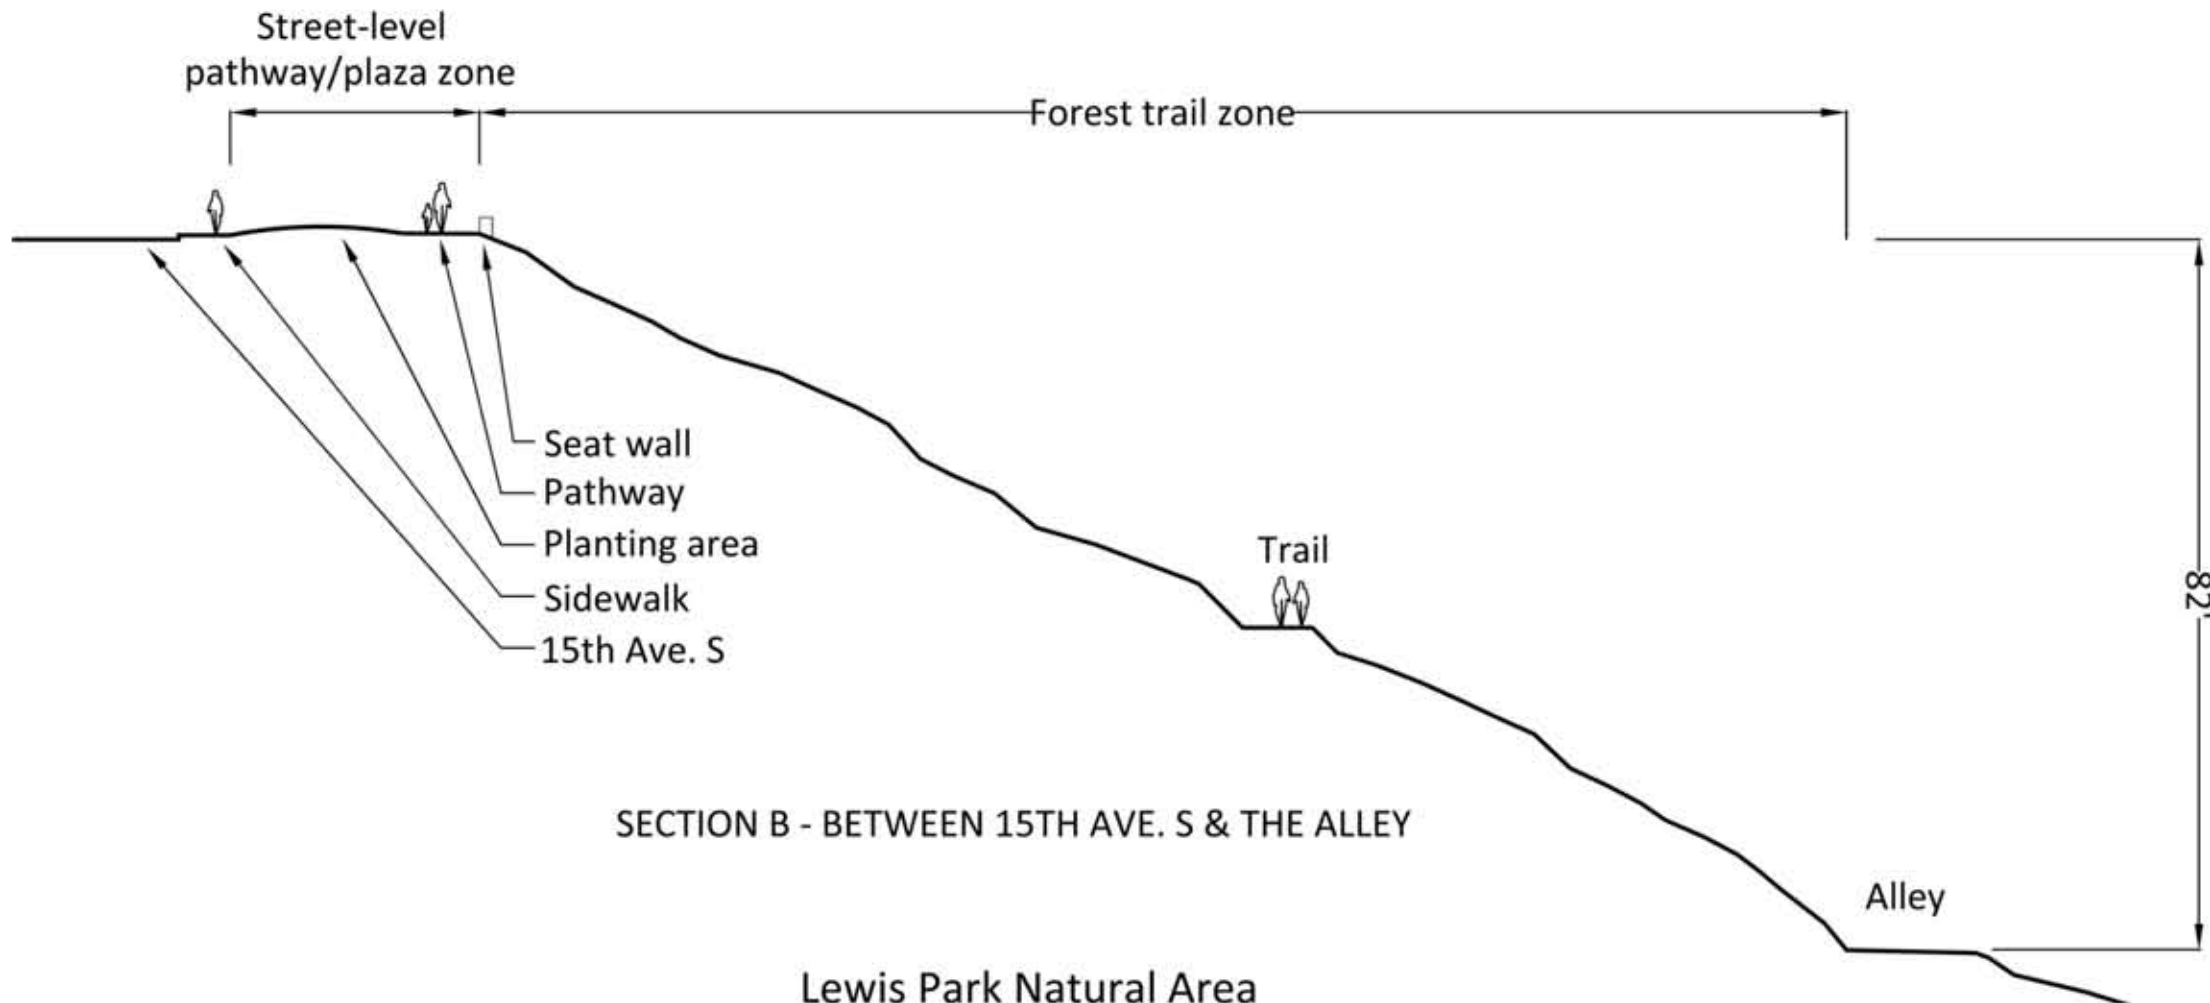 Street-level
pathway/plaza zone
Forest trail zone
Seat wall
Pathway
Planting area
Sidewalk
15th Ave. S
Trail
82'
SECTION B - BETWEEN 15TH AVE. S & THE ALLEY
Alley
Lewis Park Natural Area